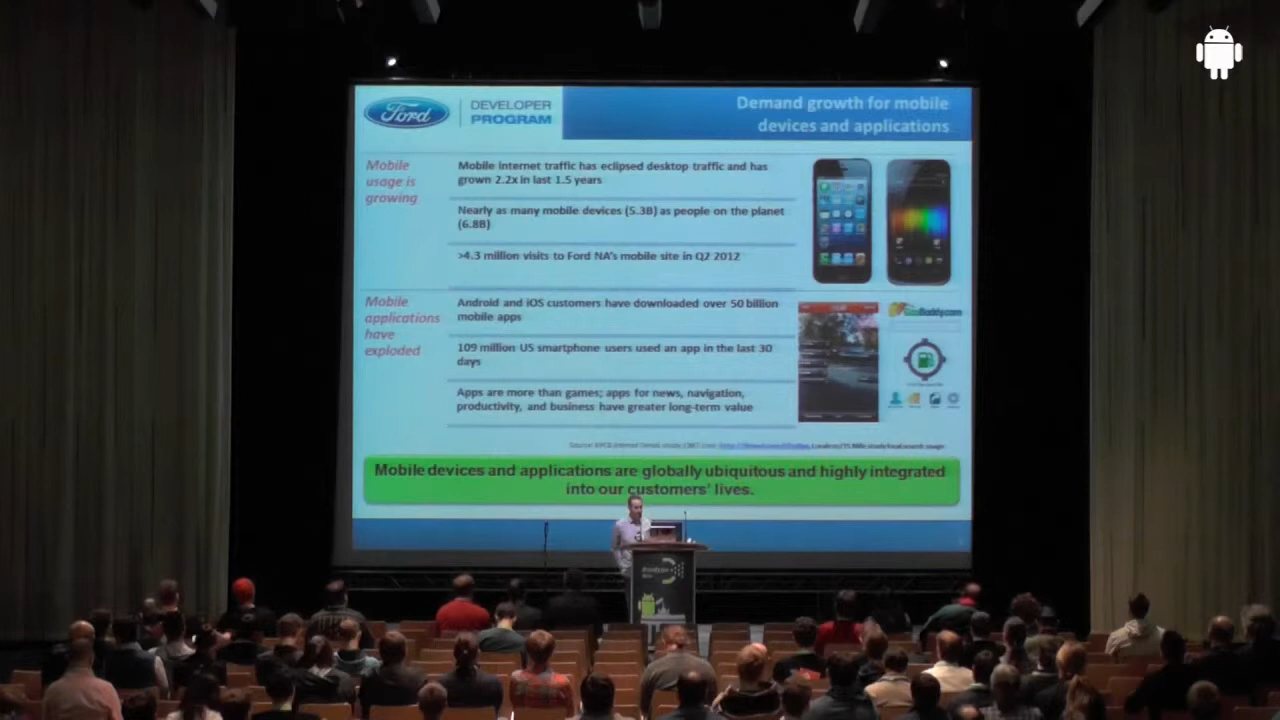 Ford
DEVELOPER
PROGRAM
Demand growth for mobile
devices and applications
Mobile
usage is
growing
Mobile internet traffic has eclipsed desktop traffic and has
grown 2.2x in last 1.5 years
Nearly as many mobile devices (5.3B) as people on the planet
(6.8B)
>4.3 million visits to Ford NA's mobile site in Q2 2012
Mobile
applications
have
exploded
Android and iOS customers have downloaded over 50 billion
mobile apps
109 million US smartphone users used an app in the last 30
days
Apps are more than games; apps for news, navigation,
productivity, and business have greater long-term value
GasBuddy.com
Mobile devices and applications are globally ubiquitous and highly integrated
into our customers' lives.